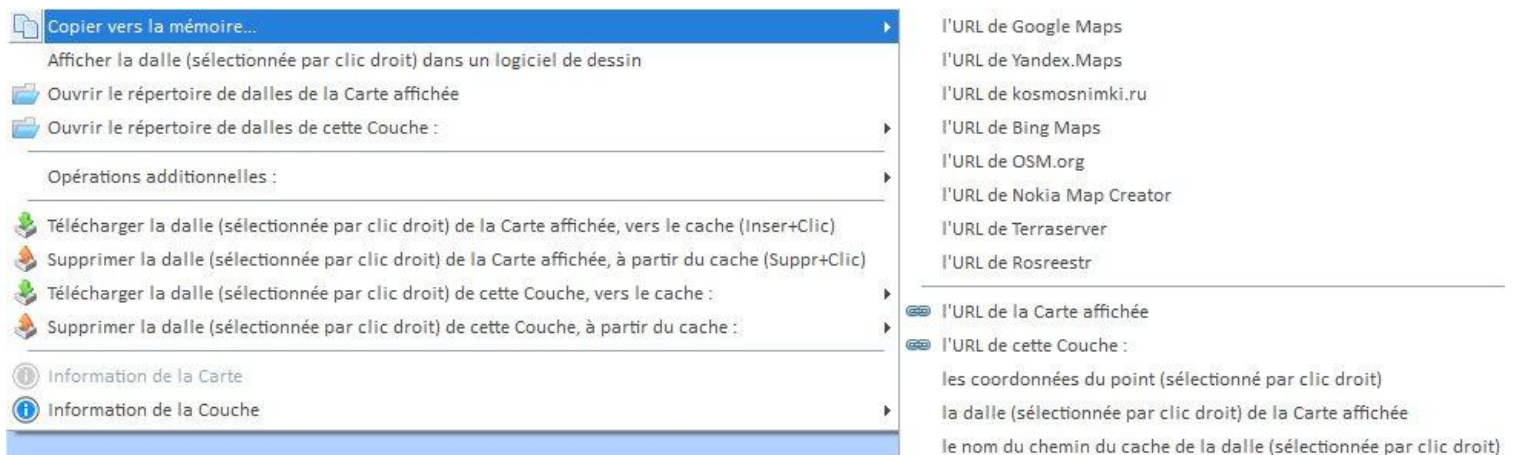 Copier vers la mémoire...
Afficher la dalle (sélectionnée par clic droit) dans un logiciel de dessin
Ouvrir le répertoire de dalles de la Carte affichée
Ouvrir le répertoire de dalles de cette Couche :
Opérations additionnelles :
Télécharger la dalle (sélectionnée par clic droit) de la Carte affichée, vers le cache (Inser+Clic)
Supprimer la dalle (sélectionnée par clic droit) de la Carte affichée, à partir du cache (Suppr+Clic)
Télécharger la dalle (sélectionnée par clic droit) de cette Couche, vers le cache :
Supprimer la dalle (sélectionnée par clic droit) de cette Couche, à partir du cache :
Information de la Carte
Information de la Couche
l'URL de Google Maps
l'URL de Yandex.Maps
l'URL de kosmosnimki.ru
l'URL de Bing Maps
l'URL de OSM.org
l'URL de Nokia Map Creator
l'URL de Terraserver
l'URL de Rosreestr
l'URL de la Carte affichée
l'URL de cette Couche :
les coordonnées du point (sélectionné par clic droit)
la dalle (sélectionnée par clic droit) de la Carte affichée
le nom du chemin du cache de la dalle (sélectionnée par clic droit)